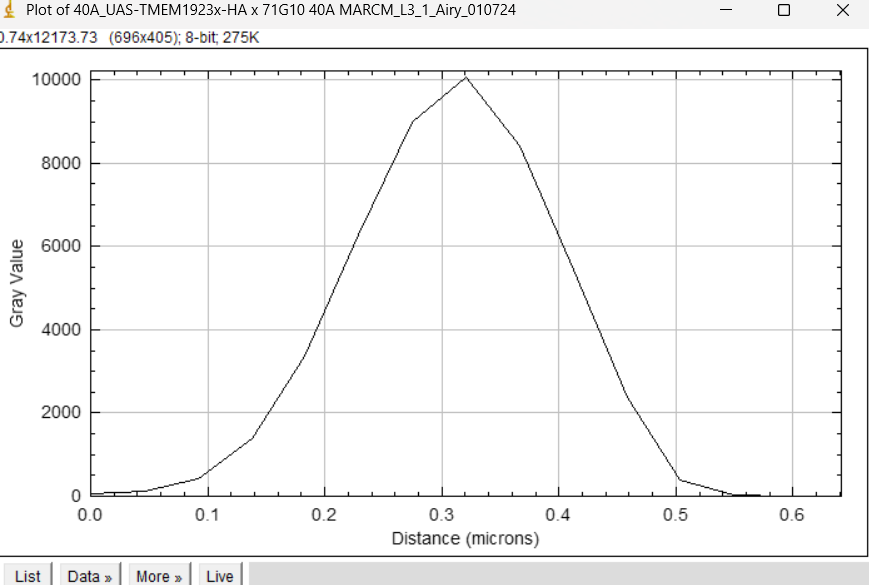 Plot of 40A_UAS-TMEM1923x-HA x 71G10 40A MARCM_L3_1_Airy_010724
0.74x12173.73 (696x405); 8-bit; 275K
10000
8000
6000
4000
2000
0
Gray Value
0.0 0.1 0.2 0.3 0.4 0.5 0.6
Distance (microns)
List Data » More » Live